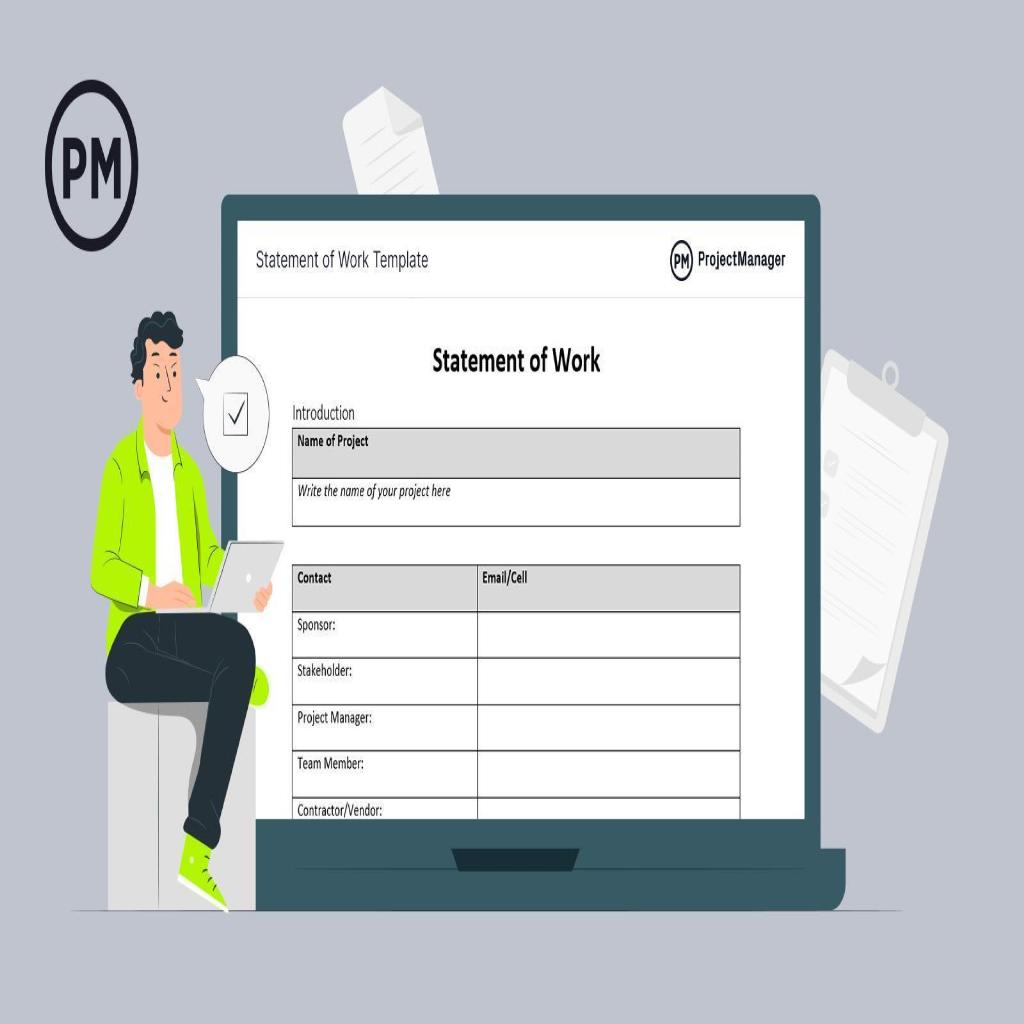 PM
Statement of Work Template
PM ProjectManager
Statement of Work
Introduction
Name of Project
Write the name of your project here
Contact Email/Cell
Sponsor:
Stakeholder:
Project Manager:
Team Member:
Contractor/Vendor: